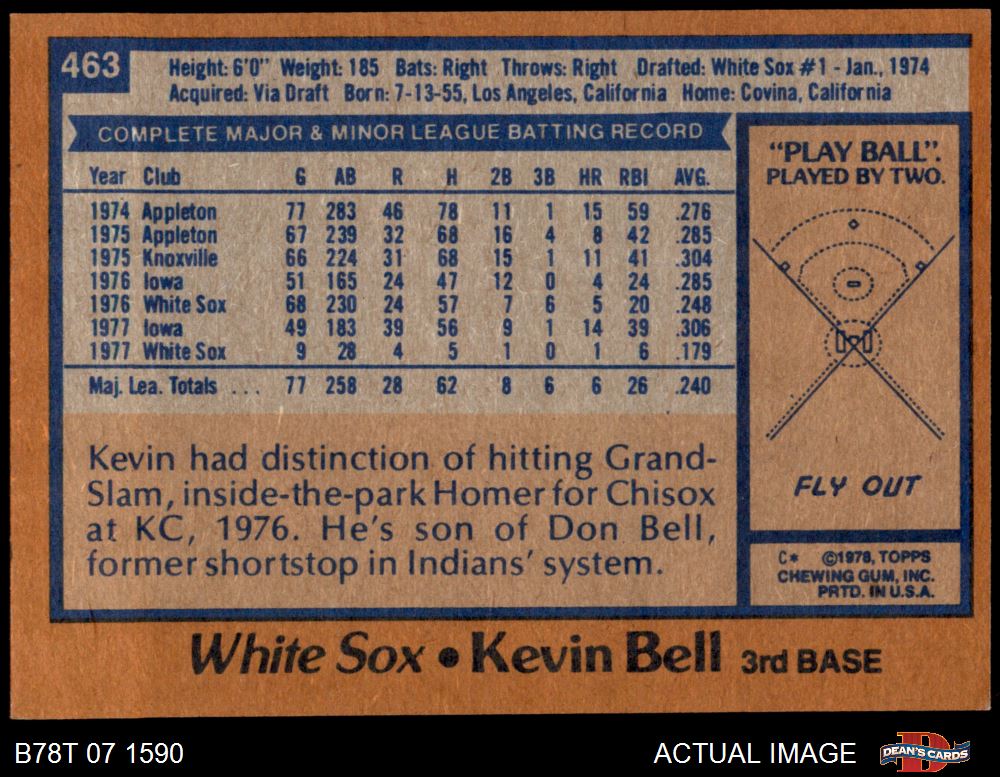 463
Height: 6'0" Weight: 185 Bats: Right Throws: Right Drafted: White Sox #1 - Jan., 1974
Acquired: Via Draft Born: 7-13-55, Los Angeles, California Home: Covina, California
COMPLETE MAJOR & MINOR LEAGUE BATTING RECORD
Year Club G AB R H 2B 3B HR RBI AVG.
1974 Appleton 77 283 46 78 11 1 15 59 .276
1975 Appleton 67 239 32 68 16 4 8 42 .285
1975 Knoxville 66 224 31 68 15 1 11 41 .304
1976 Iowa 51 165 24 47 12 0 4 24 .285
1976 White Sox 68 230 24 57 7 6 5 20 .248
1977 Iowa 49 183 39 56 9 1 14 39 .306
1977 White Sox 9 28 4 5 1 0 1 6 .179
Maj. Lea. Totals ... 77 258 28 62 8 6 6 26 .240
Kevin had distinction of hitting Grand-
Slam, inside-the-park Homer for Chisox
at KC, 1976. He's son of Don Bell,
former shortstop in Indians' system.
"PLAY BALL".
PLAYED BY TWO.
FLY OUT
C* ©1978, TOPPS
CHEWING GUM, INC.
PRTD. IN U.S.A.
White Sox • Kevin Bell 3rd BASE
B78T 07 1590
ACTUAL IMAGE
DEAN'S CARDS